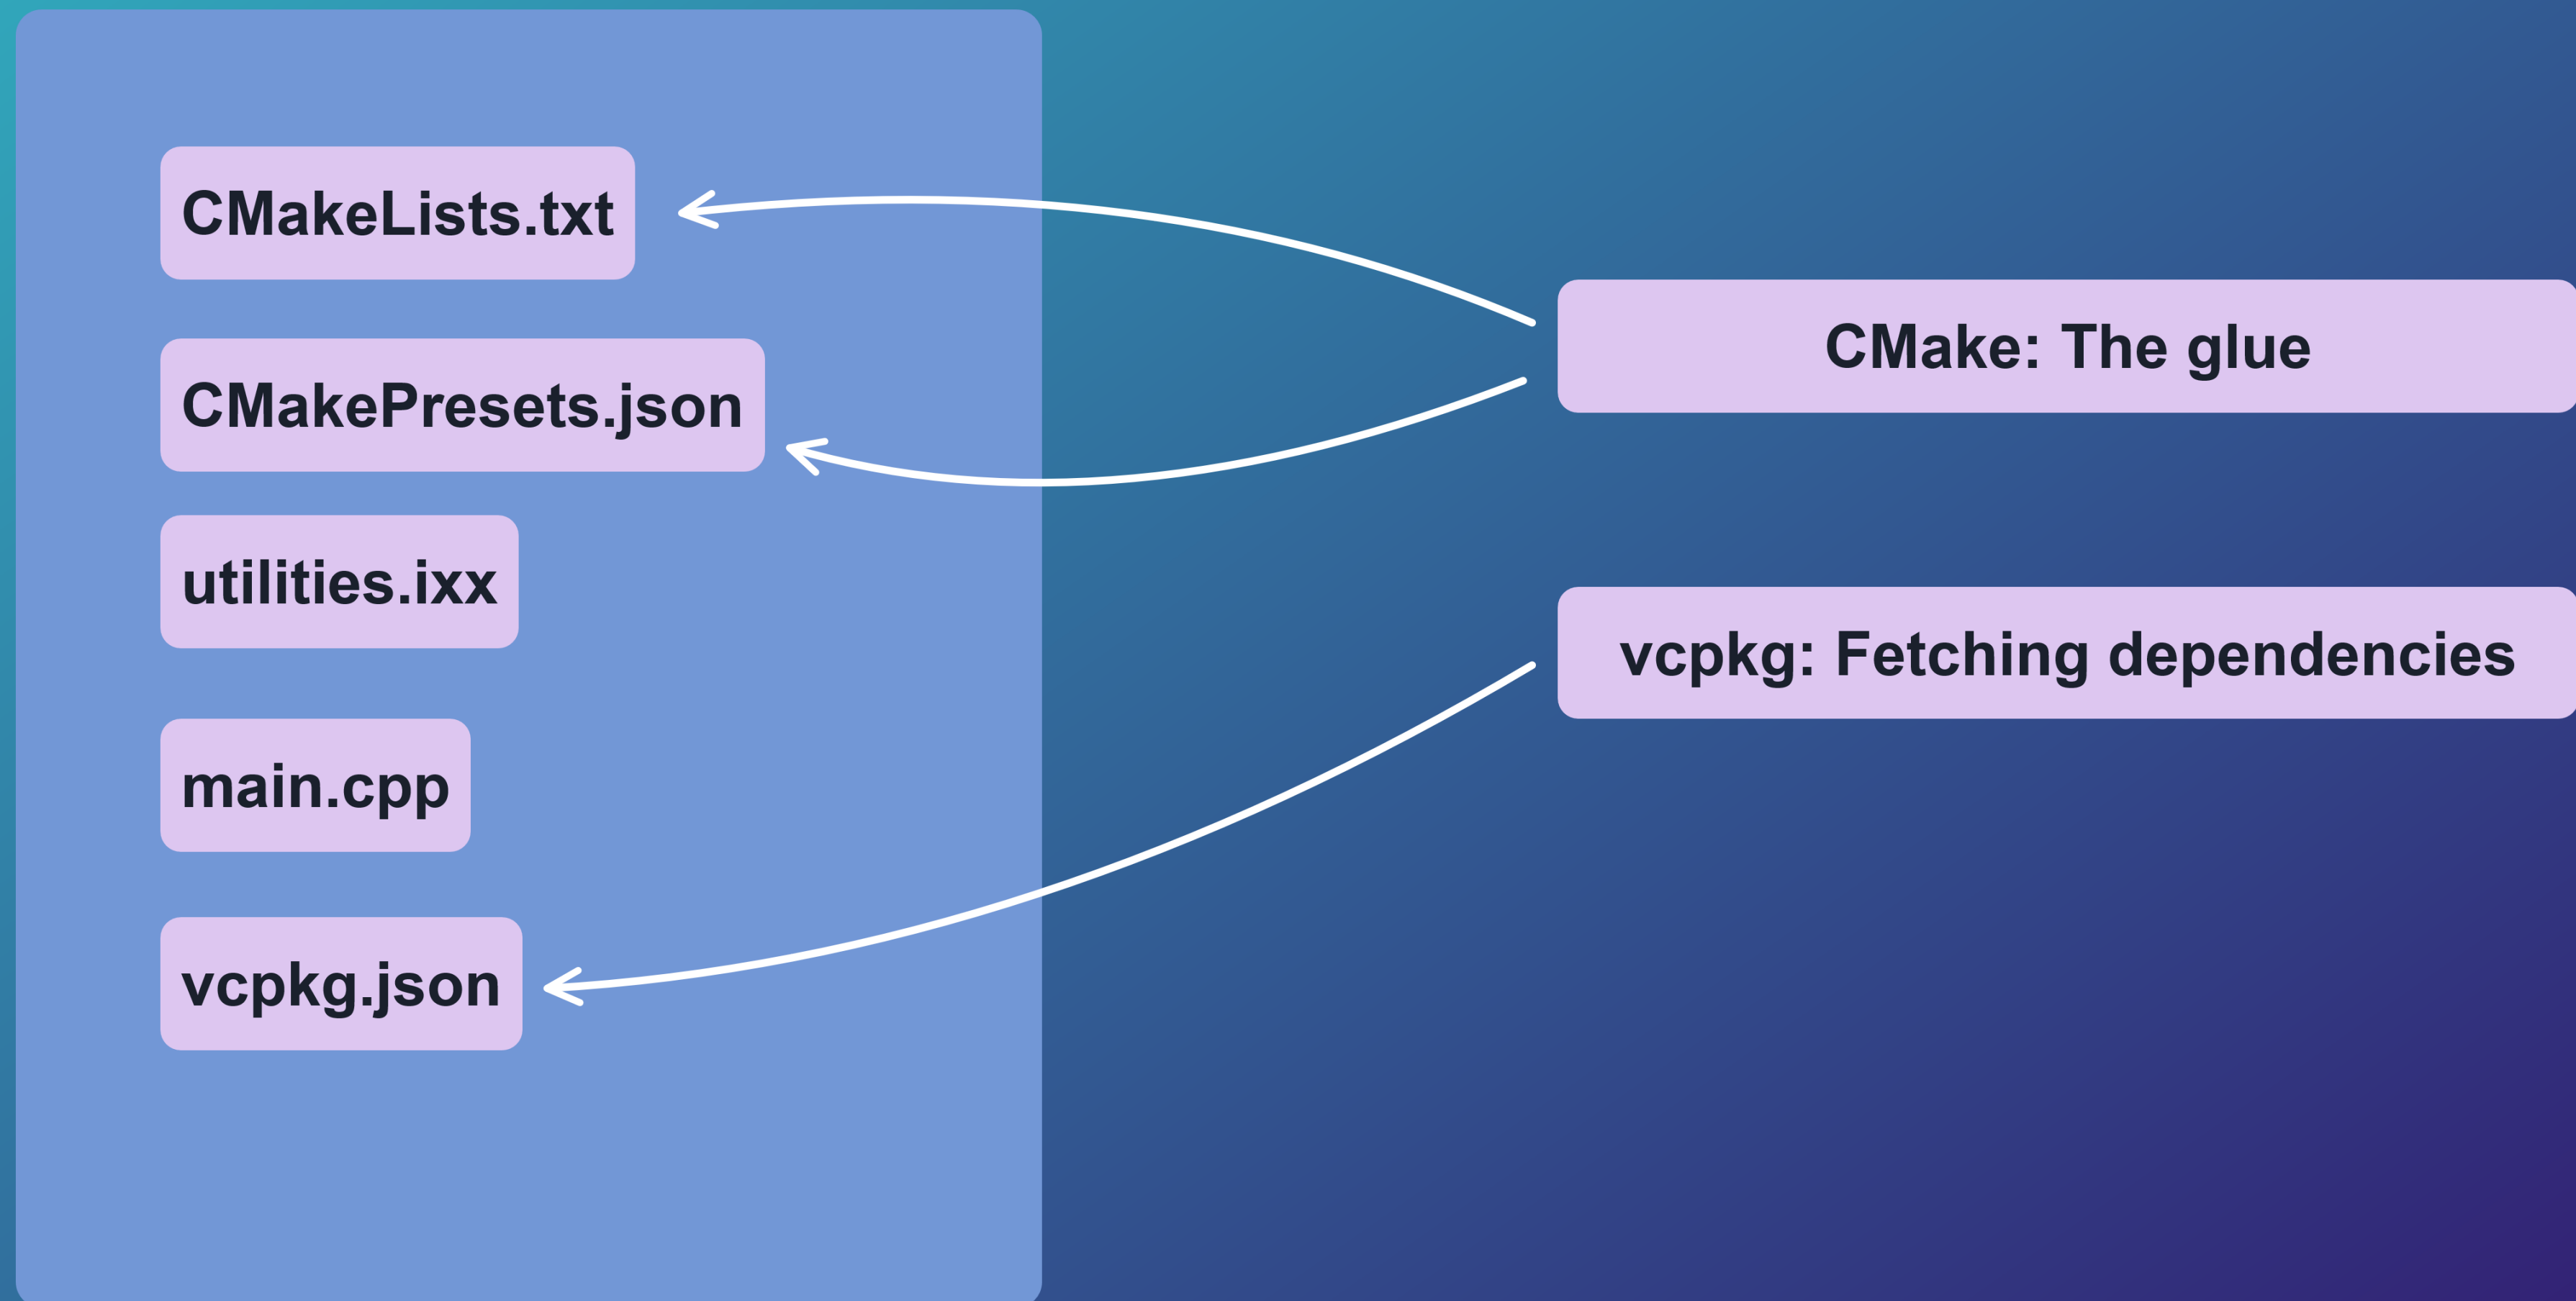 CMakeLists.txt
CMakePresets.json
utilities.ixx
main.cpp
vcpkg.json
CMake: The glue
vcpkg: Fetching dependencies